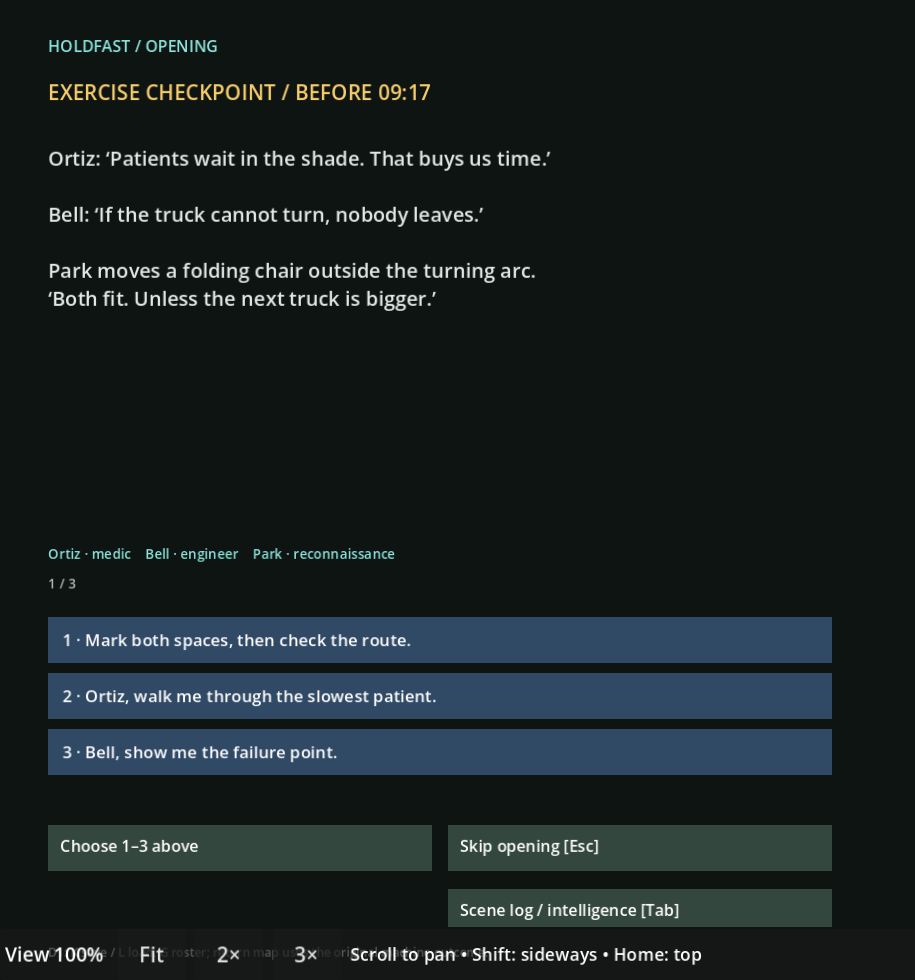 HOLDFAST / OPENING
EXERCISE CHECKPOINT / BEFORE 09:17
Ortiz: ‘Patients wait in the shade. That buys us time.’
Bell: ‘If the truck cannot turn, nobody leaves.’
Park moves a folding chair outside the turning arc.
‘Both fit. Unless the next truck is bigger.’
Ortiz · medic Bell · engineer Park · reconnaissance
1 / 3
1 · Mark both spaces, then check the route.
2 · Ortiz, walk me through the slowest patient.
3 · Bell, show me the failure point.
Choose 1–3 above Skip opening [Esc]
Scene log / intelligence [Tab]
View 100% Fit 2× 3× Scroll to pan • Shift: sideways • Home: top